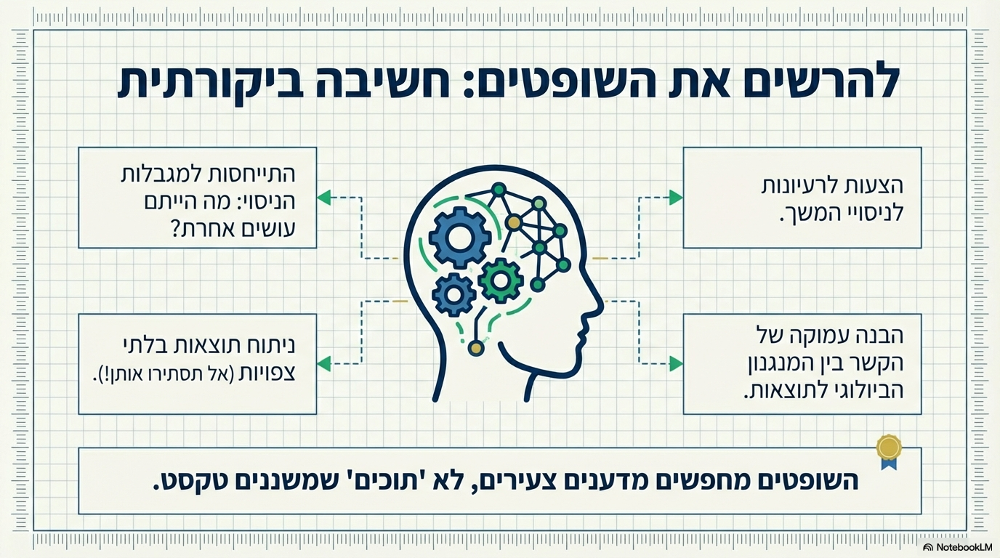 להרשים את השופטים: חשיבה ביקורתית
הצעות לרעיונות
לניסויי המשך.
התייחסות למגבלות
הניסוי: מה הייתם
עושים אחרת?
הבנה עמוקה של
הקשר בין המנגנון
הביולוגי לתוצאות.
ניתוח תוצאות בלתי
צפויות (אל תסתירו אותן!).
השופטים מחפשים מדענים צעירים, לא 'תוכים' שמשננים טקסט.
NotebookLM